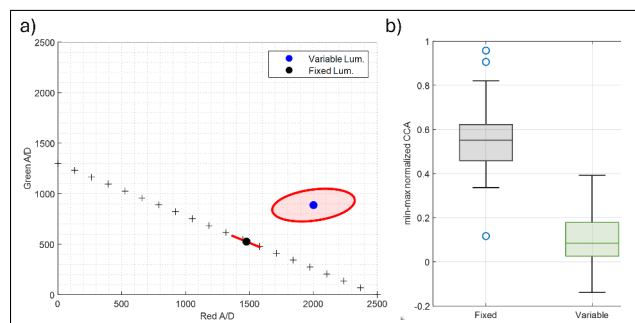 a)
b)
2500
2000
1500
1000
500
0
Green A/D
0
500
1000
1500
2000
2500
Red A/D
Variable Lum.
Fixed Lum.
1
0.8
0.6
0.4
0.2
0
-0.2
min-max normalized CCA
Fixed
Variable